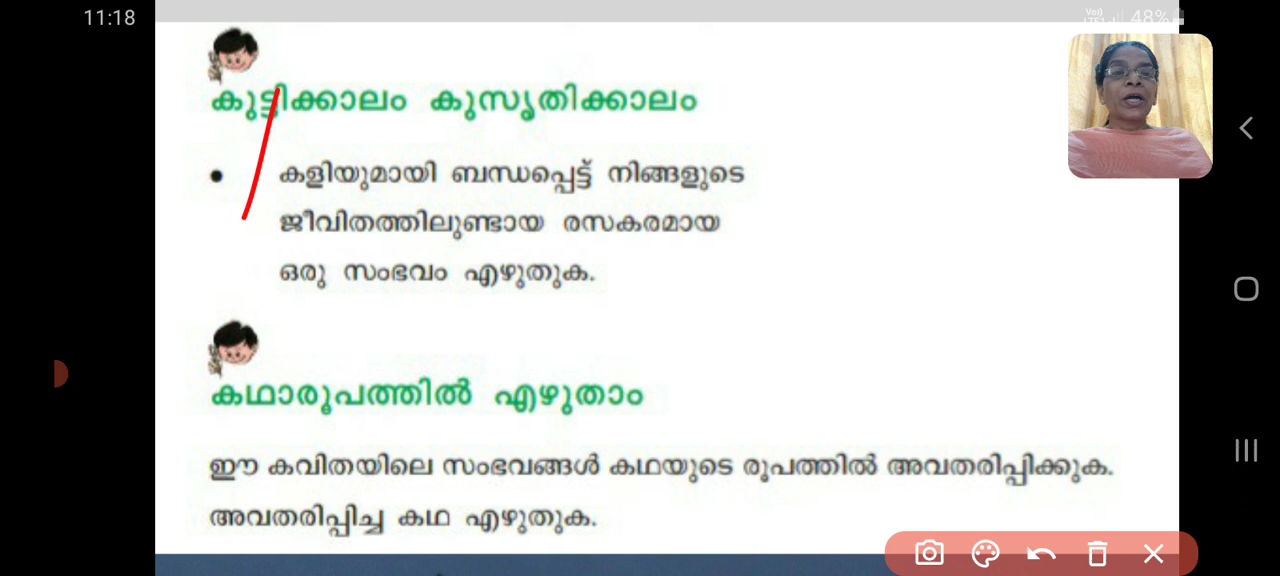 11:18
48%
കുട്ടിക്കാലം കുസൃതിക്കാലം
• കളിയുമായി ബന്ധപ്പെട്ട് നിങ്ങളുടെ
ജീവിതത്തിലുണ്ടായ രസകരമായ
ഒരു സംഭവം എഴുതുക.
കഥാരൂപത്തിൽ എഴുതാം
ഈ കവിതയിലെ സംഭവങ്ങൾ കഥയുടെ രൂപത്തിൽ അവതരിപ്പിക്കുക.
അവതരിപ്പിച്ച കഥ എഴുതുക.